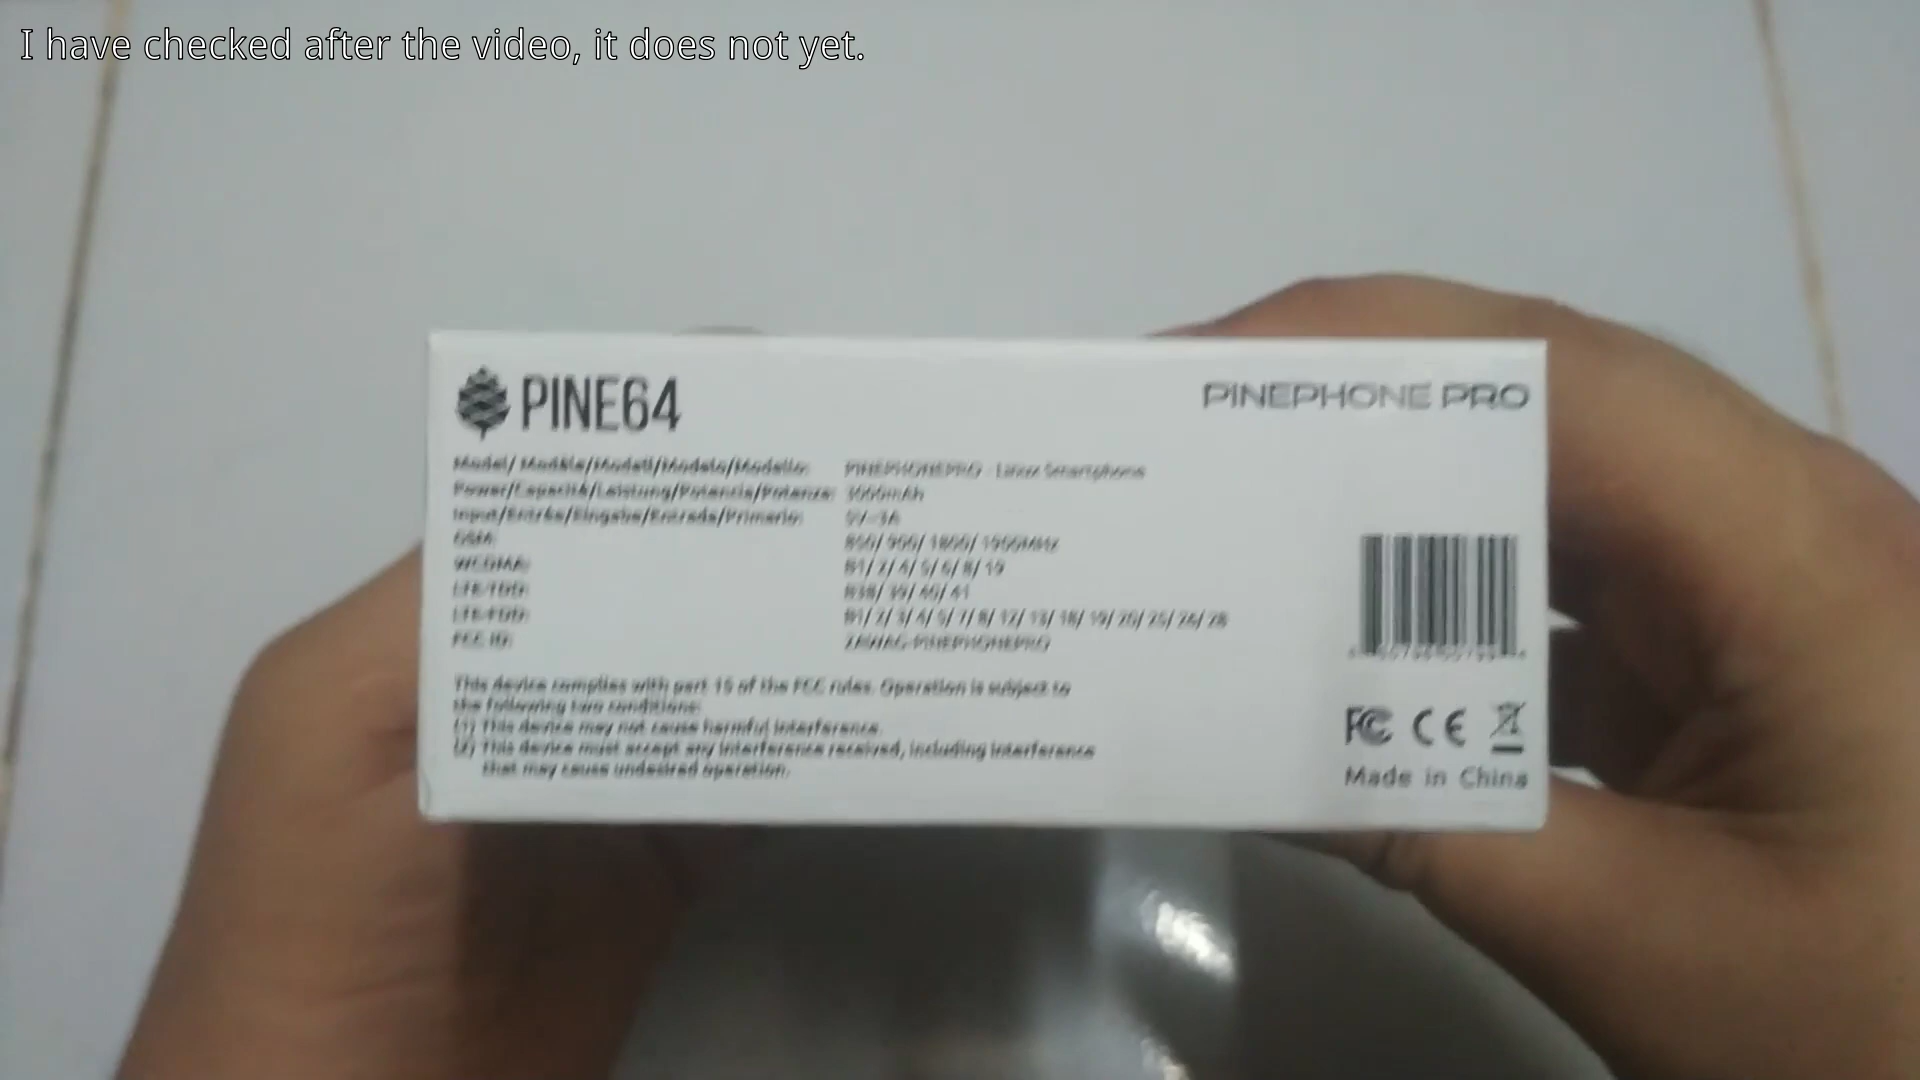 I have checked after the video, it does not yet.
PINE64
PINEPHONE PRO
Model/ Modèle/Modell/Modelo/Modello: PINEPHONEPRO - Linux Smartphone
Power/Capacité/Leistung/Potencia/Potenza: 3000mAh
Input/Entrée/Eingabe/Entrada/Primario: 5V⎓3A
GSM: 850/ 900/ 1800/ 1900MHz
WCDMA: B1/ 2/ 4/ 5/ 6/ 8/ 19
LTE-TDD: B38/ 39/ 40/ 41
LTE-FDD: B1/ 2/ 3/ 4/ 5/ 7/ 8/ 12/ 13/ 18/ 19/ 20/ 25/ 26/ 28
FCC ID:
This device complies with part 15 of the FCC rules. Operation is subject to
the following two conditions:
(1) This device may not cause harmful interference.
(2) This device must accept any interference received, including interference
that may cause undesired operation.
FC CE
Made in China